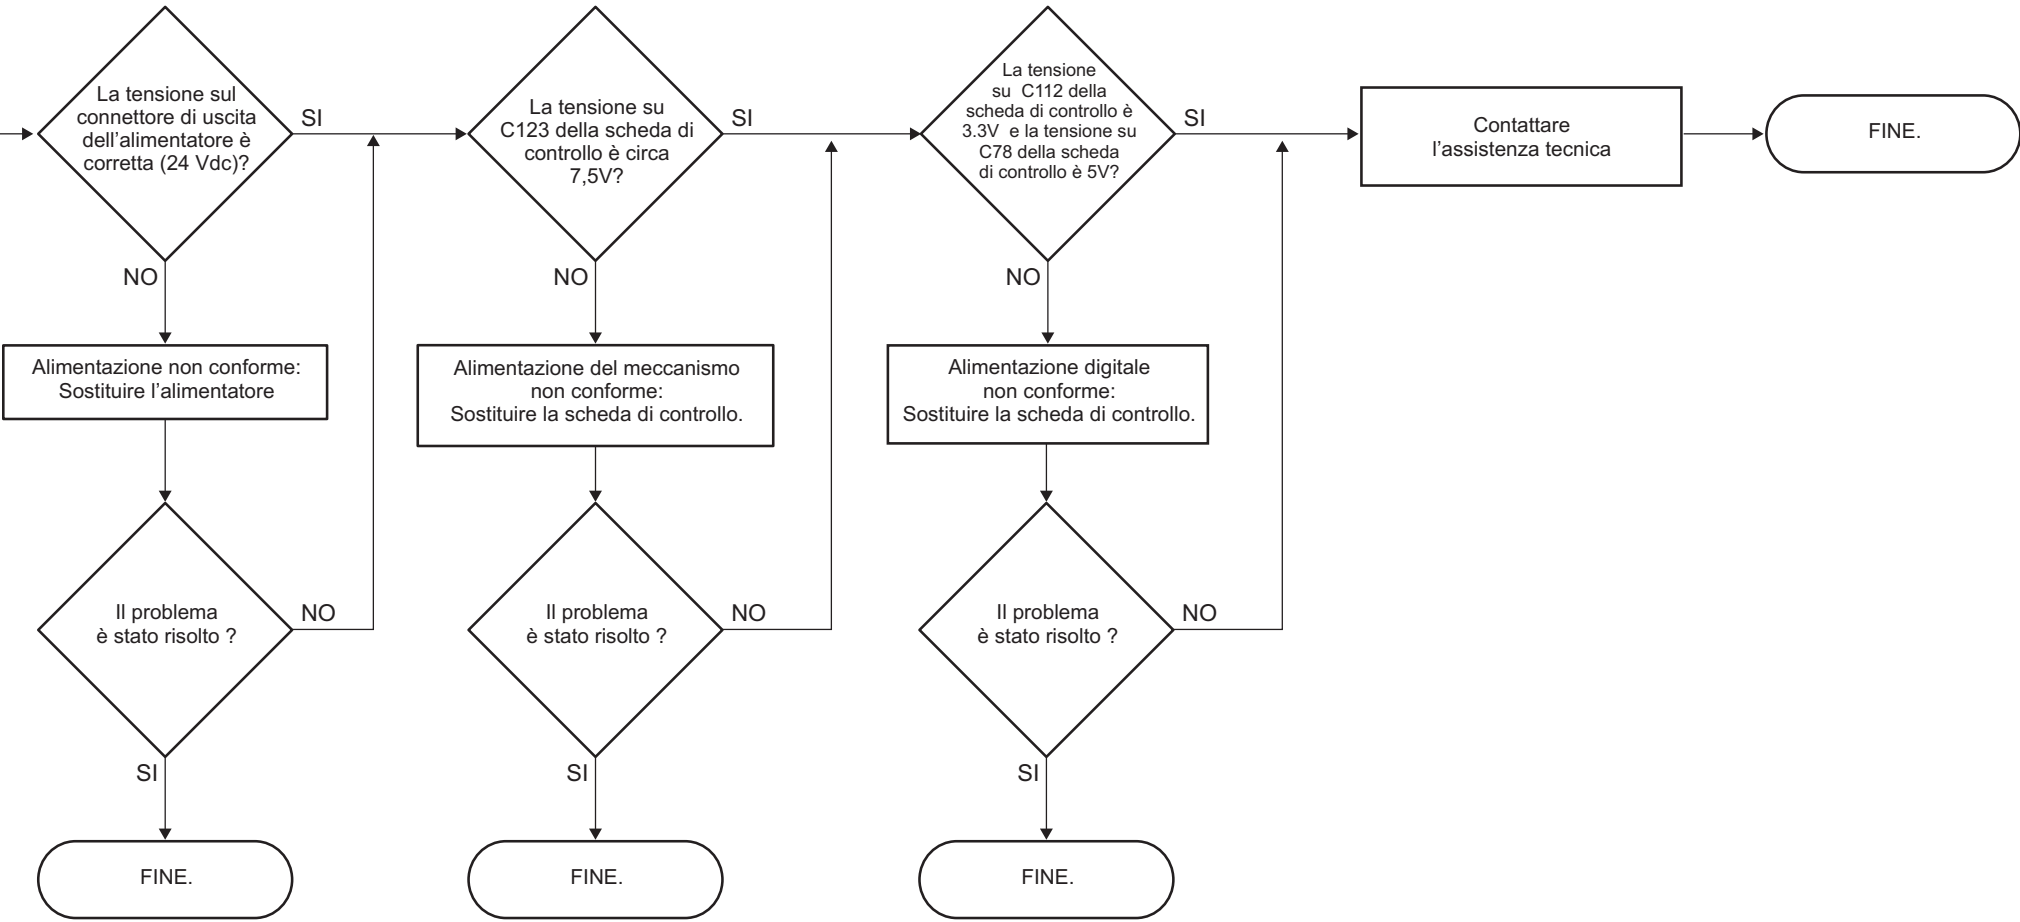 La tensione sul
connettore di uscita
dell'alimentatore è
corretta (24 Vdc)?
SI
NO
Alimentazione non conforme:
Sostituire l'alimentatore
Il problema
è stato risolto ?
NO
SI
FINE.
La tensione su
C123 della scheda di
controllo è circa
7,5V?
SI
NO
Alimentazione del meccanismo
non conforme:
Sostituire la scheda di controllo.
Il problema
è stato risolto ?
NO
SI
FINE.
La tensione
su C112 della
scheda di controllo è
3.3V e la tensione su
C78 della scheda
di controllo è 5V?
SI
NO
Alimentazione digitale
non conforme:
Sostituire la scheda di controllo.
Il problema
è stato risolto ?
NO
SI
FINE.
Contattare
l'assistenza tecnica
FINE.